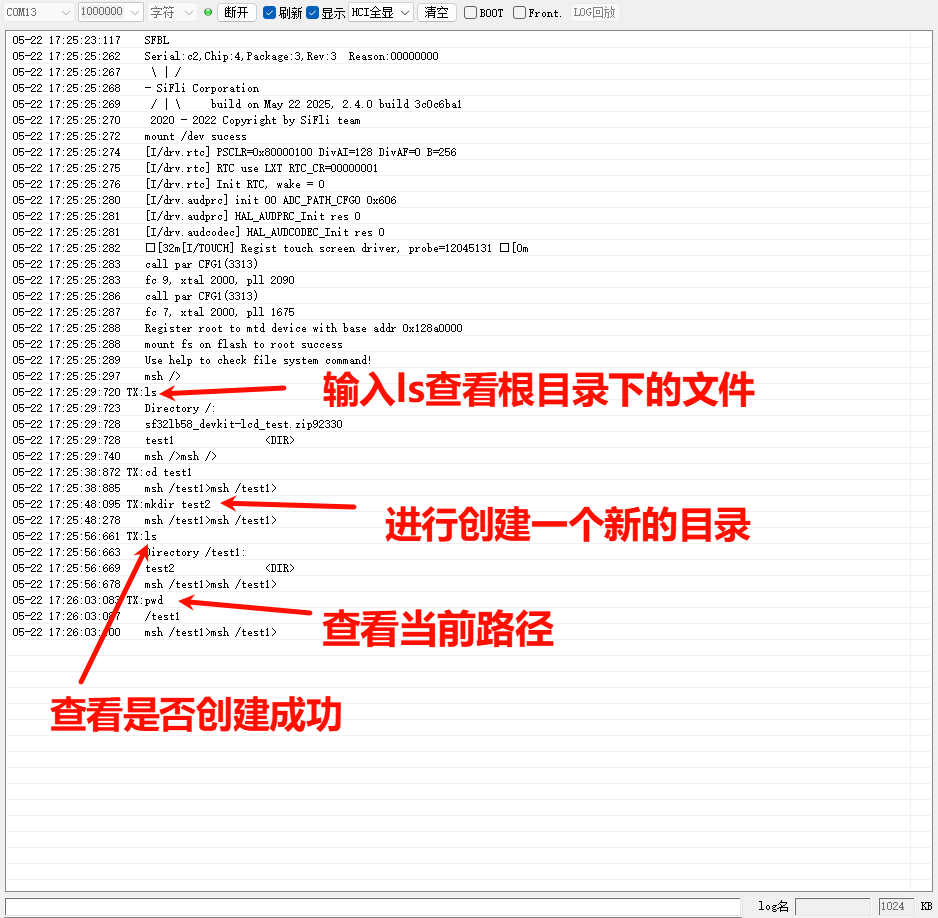 COM13 1000000 字符 断开 刷新 显示 HCI全显 清空 BOOT Front. LOG回放
05-22 17:25:23:117 SFBL
05-22 17:25:25:262 Serial:c2,Chip:4,Package:3,Rev:3 Reason:00000000
05-22 17:25:25:267 \ | /
05-22 17:25:25:268 - SiFli Corporation
05-22 17:25:25:269 / | \ build on May 22 2025, 2.4.0 build 3c0c6ba1
05-22 17:25:25:270 2020 - 2022 Copyright by SiFli team
05-22 17:25:25:272 mount /dev sucess
05-22 17:25:25:274 [I/drv.rtc] PSCLR=0x80000100 DivAI=128 DivAF=0 B=256
05-22 17:25:25:275 [I/drv.rtc] RTC use LXT RTC_CR=00000001
05-22 17:25:25:276 [I/drv.rtc] Init RTC, wake = 0
05-22 17:25:25:280 [I/drv.audprc] init 00 ADC_PATH_CFG0 0x606
05-22 17:25:25:281 [I/drv.audprc] HAL_AUDPRC_Init res 0
05-22 17:25:25:281 [I/drv.audcodec] HAL_AUDCODEC_Init res 0
05-22 17:25:25:282 □[32m[I/TOUCH] Regist touch screen driver, probe=12045131 □[0m
05-22 17:25:25:283 call par CFG1(3313)
05-22 17:25:25:283 fc 9, xtal 2000, pll 2090
05-22 17:25:25:286 call par CFG1(3313)
05-22 17:25:25:287 fc 7, xtal 2000, pll 1675
05-22 17:25:25:288 Register root to mtd device with base addr 0x128a0000
05-22 17:25:25:288 mount fs on flash to root success
05-22 17:25:25:289 Use help to check file system command!
05-22 17:25:25:297 msh />
05-22 17:25:29:720 TX:ls
输入ls查看根目录下的文件
05-22 17:25:29:723 Directory /:
05-22 17:25:29:728 sf32lb58_devkit-lcd_test.zip92330
05-22 17:25:29:728 test1 <DIR>
05-22 17:25:29:740 msh />msh />
05-22 17:25:38:872 TX:cd test1
05-22 17:25:38:885 msh /test1>msh /test1>
05-22 17:25:48:095 TX:mkdir test2
进行创建一个新的目录
05-22 17:25:48:278 msh /test1>msh /test1>
05-22 17:25:56:661 TX:ls
05-22 17:25:56:663 Directory /test1:
05-22 17:25:56:669 test2 <DIR>
05-22 17:25:56:678 msh /test1>msh /test1>
05-22 17:26:03:083 TX:pwd
查看当前路径
05-22 17:26:03:087 /test1
05-22 17:26:03:100 msh /test1>msh /test1>
查看是否创建成功
log名 1024 KB